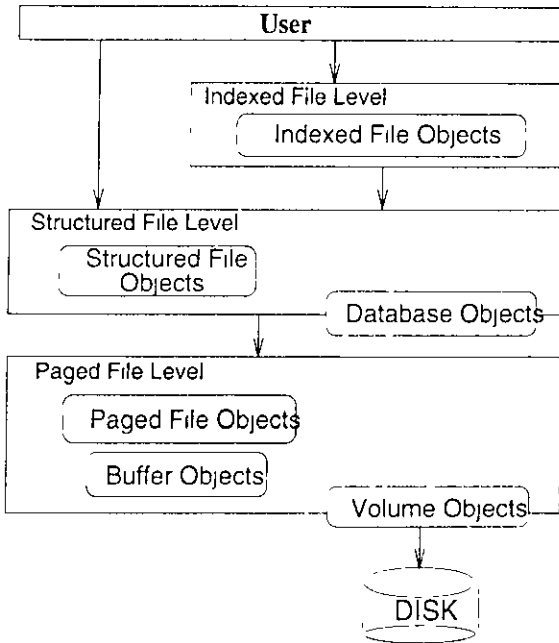 User
Indexed File Level
Indexed File Objects
Structured File Level
Structured File
Objects
Database Objects
Paged File Level
Paged File Objects
Buffer Objects
Volume Objects
DISK